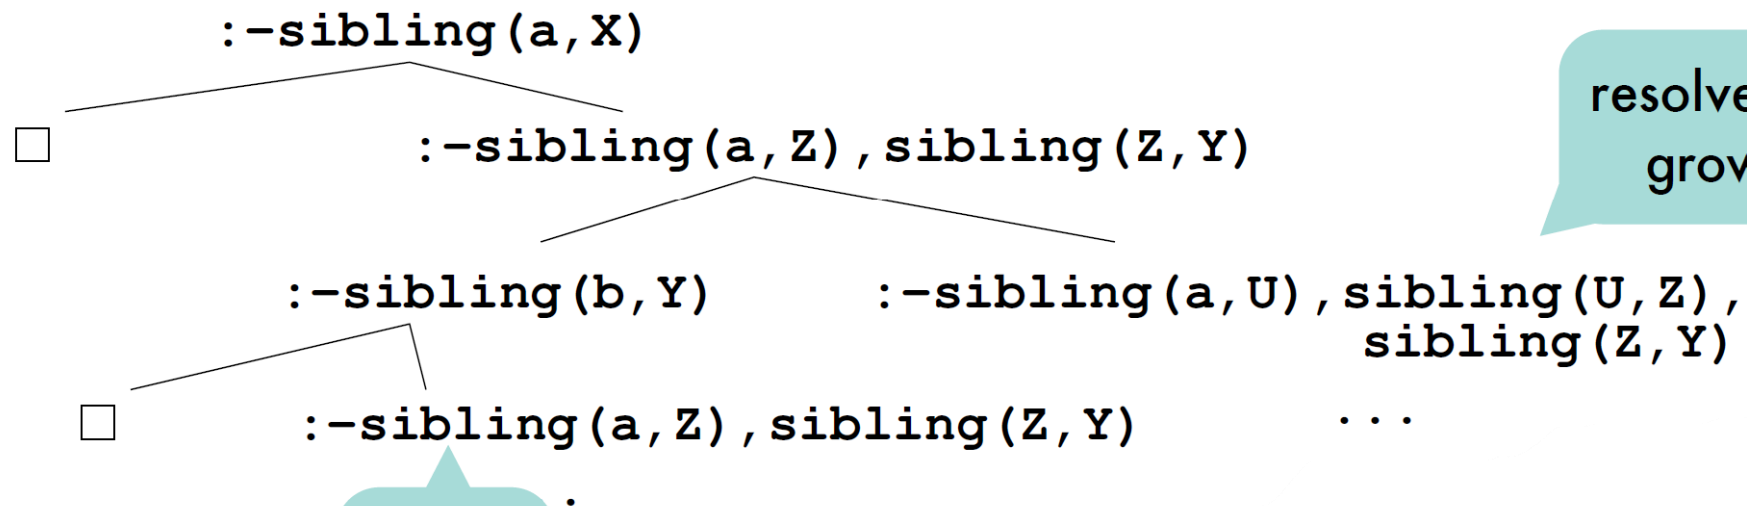 :-sibling(a,X)
:-sibling(a,Z),sibling(Z,Y)
:-sibling(b,Y)
:-sibling(a,U),sibling(U,Z),
sibling(Z,Y)
:-sibling(a,Z),sibling(Z,Y)
...